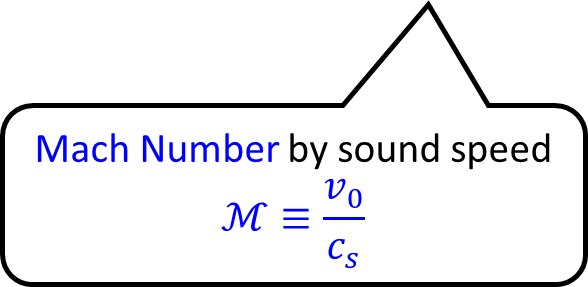 Mach Number by sound speed
ℳ ≡ v₀/cₛ